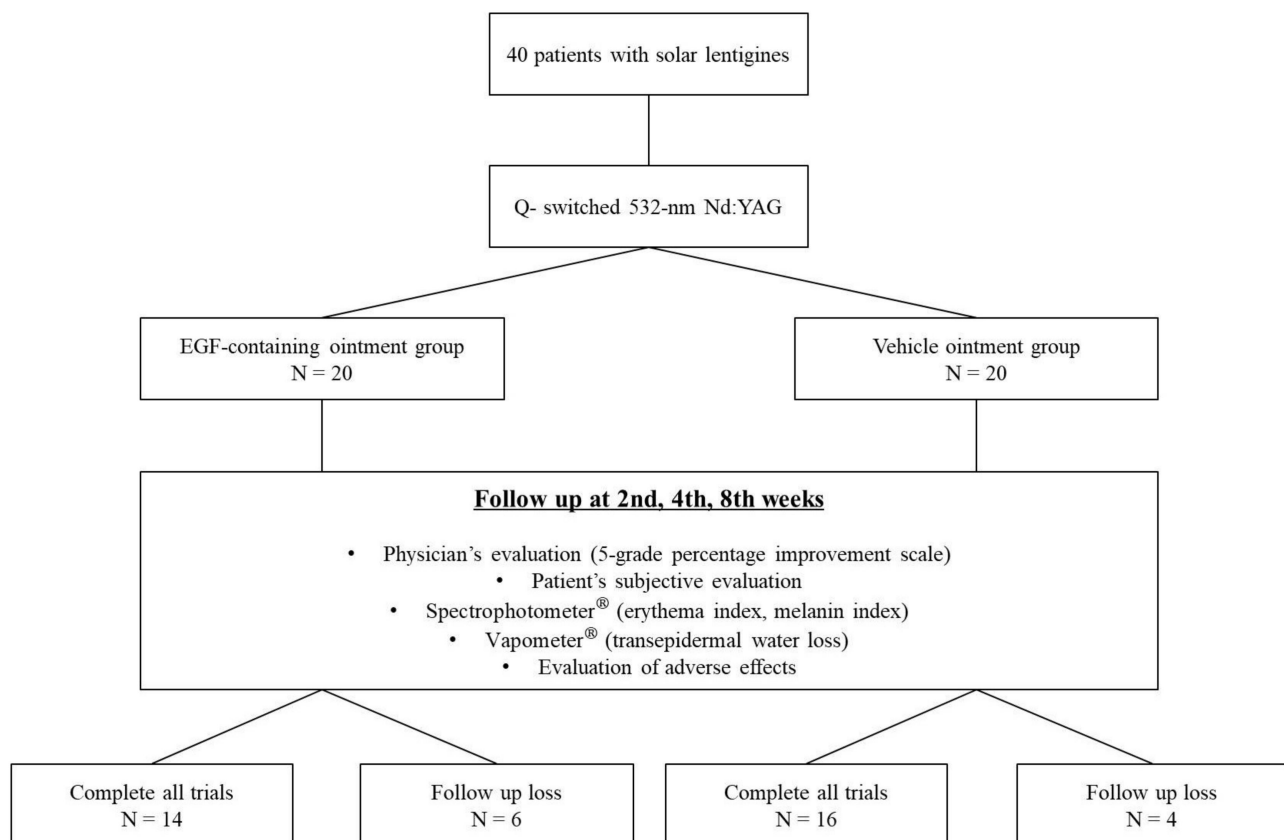 40 patients with solar lentigines
Q- switched 532-nm Nd:YAG
EGF-containing ointment group
N = 20
Vehicle ointment group
N = 20
Follow up at 2nd, 4th, 8th weeks
• Physician’s evaluation (5-grade percentage improvement scale)
• Patient’s subjective evaluation
• Spectrophotometer® (erythema index, melanin index)
• Vapometer® (transepidermal water loss)
• Evaluation of adverse effects
Complete all trials
N = 14
Follow up loss
N = 6
Complete all trials
N = 16
Follow up loss
N = 4